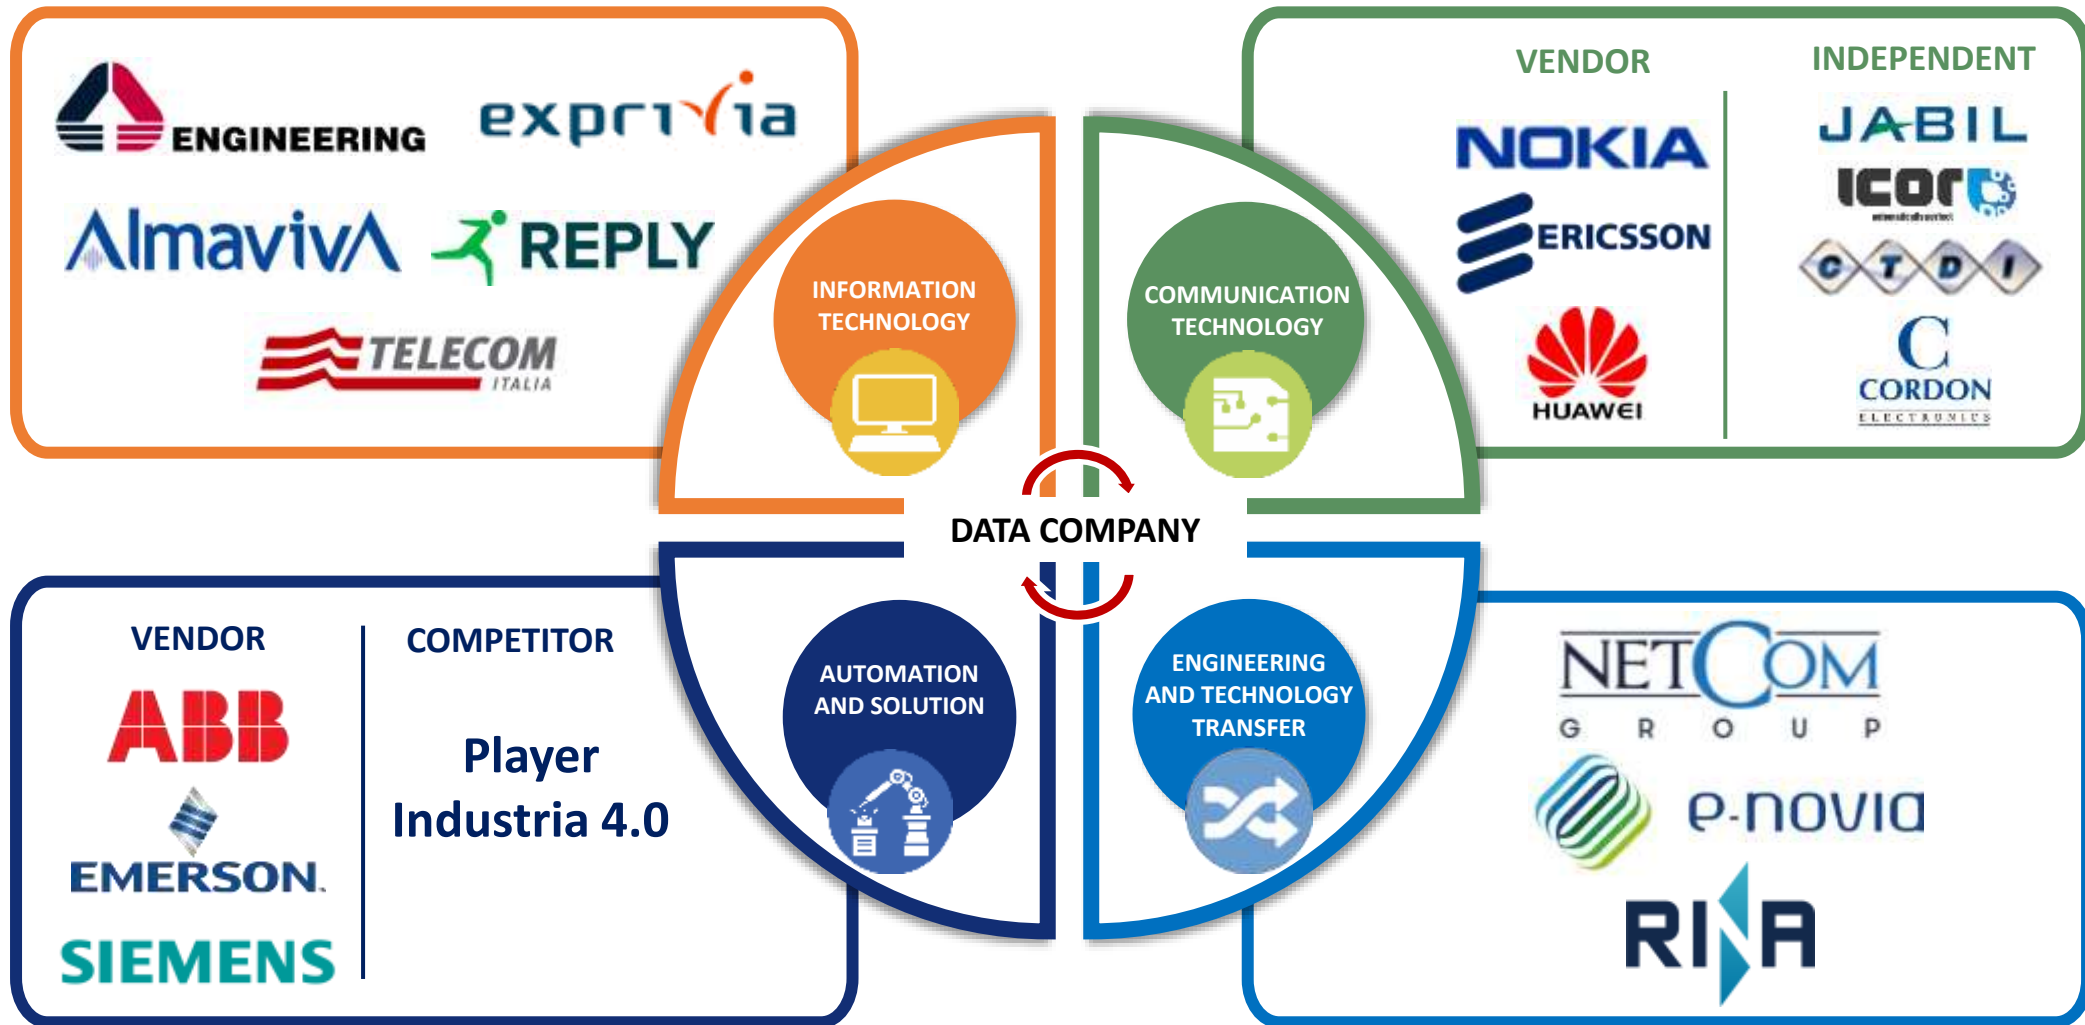 ENGINEERING
exprivia
AlmavivA
REPLY
TELECOM
ITALIA
INFORMATION
TECHNOLOGY
VENDOR
INDEPENDENT
NOKIA
ERICSSON
HUAWEI
JABIL
ICOR
CTDI
C
CORDON
ELECTRONICS
COMMUNICATION
TECHNOLOGY
DATA COMPANY
VENDOR
COMPETITOR
ABB
EMERSON.
SIEMENS
Player
Industria 4.0
AUTOMATION
AND SOLUTION
ENGINEERING
AND TECHNOLOGY
TRANSFER
NETCOM
GROUP
e-novia
RINA